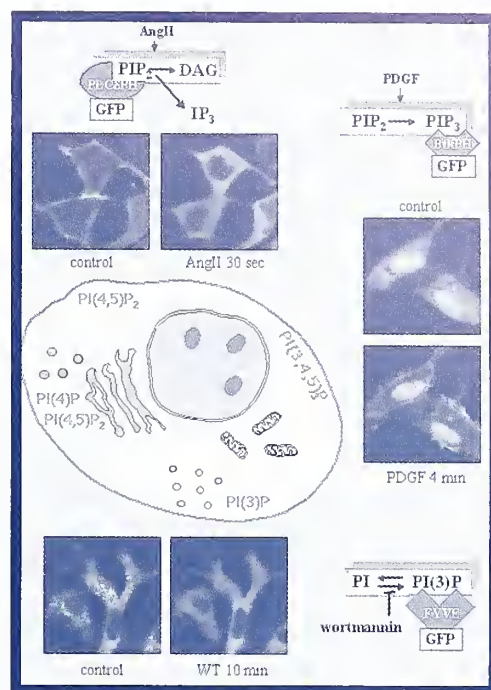 AngII
PIP₂ DAG
GFP
IP₃
control
AngII 30 sec
PDGF
PIP₂ PIP₃
GFP
control
PDGF 4 min
PI(4,5)P₂
PI(3,4,5)P
PI(4)P
PI(4,5)P₂
PI(3)P
control
WT 10 min
PI PI(3)P
wortmannin
FYVE
GFP